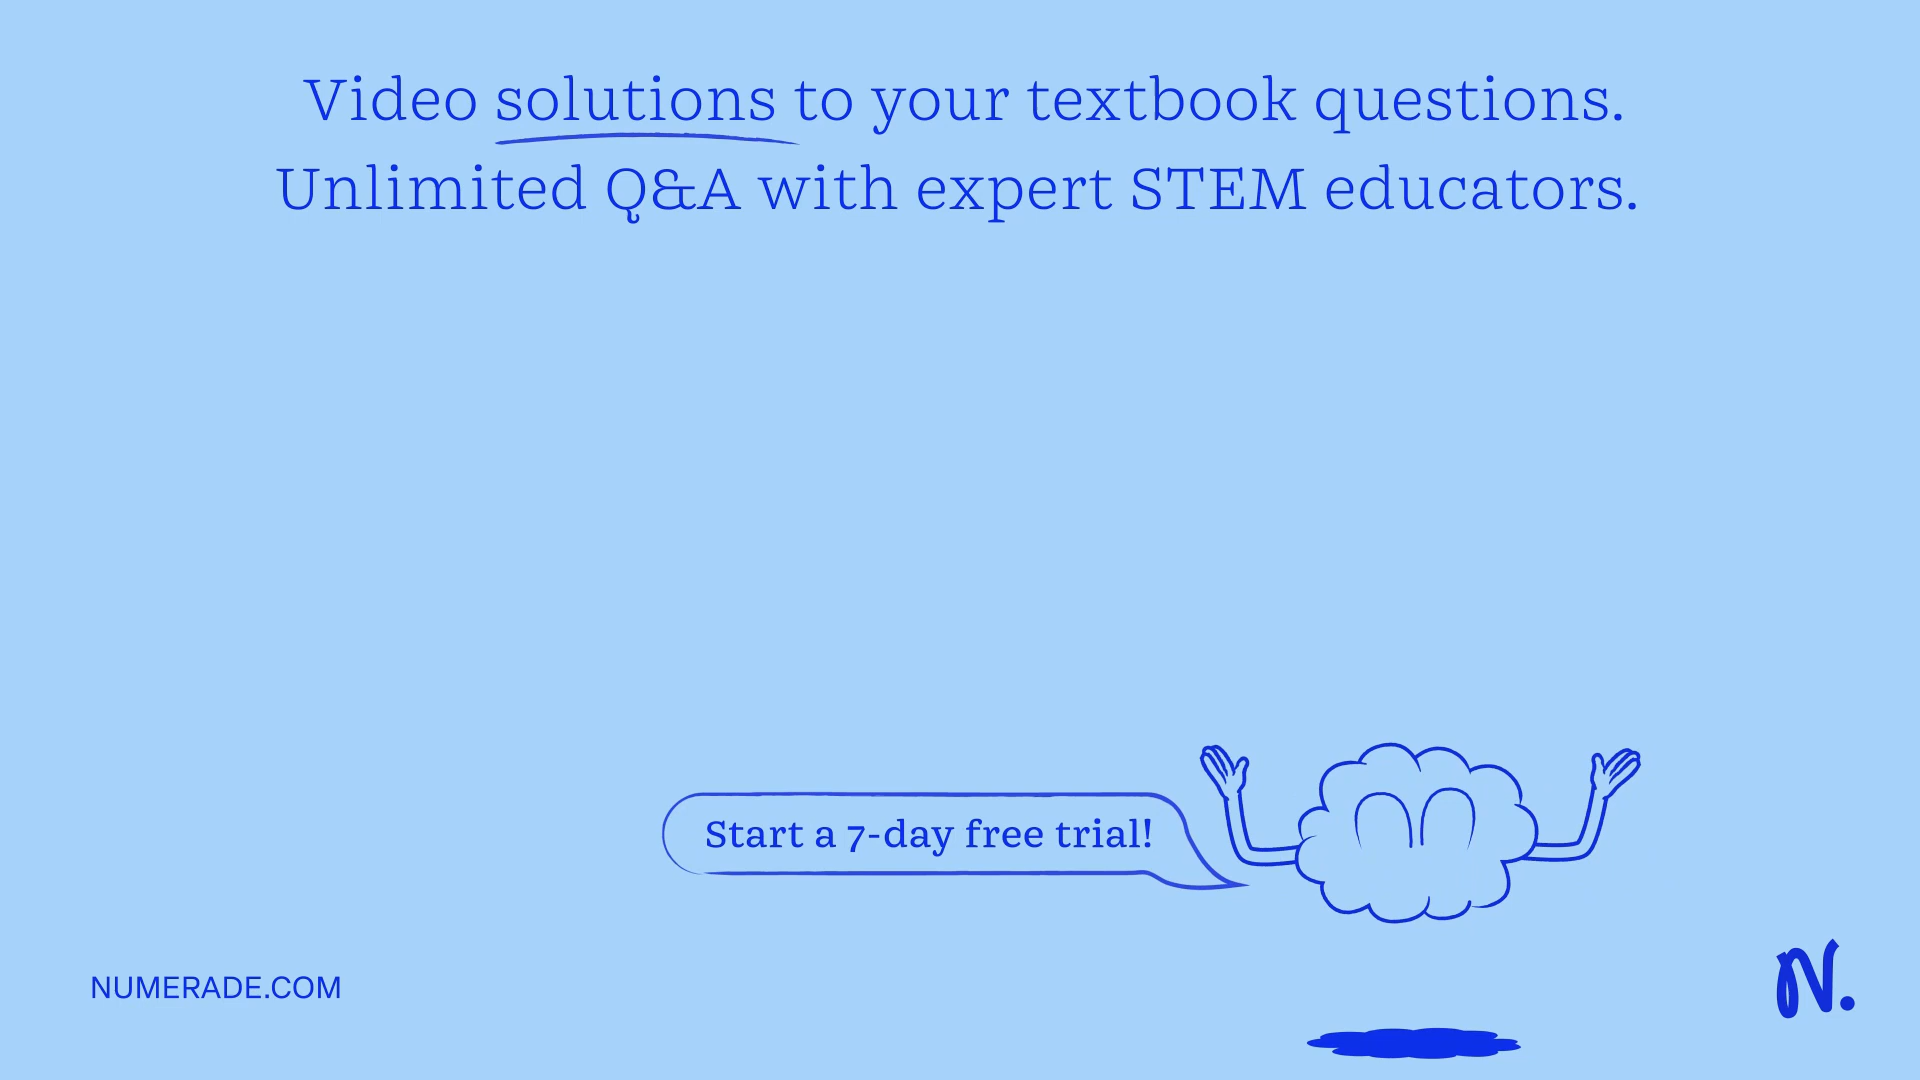 Video solutions to your textbook questions.
Unlimited Q&A with expert STEM educators.
Start a 7-day free trial!
NUMERADE.COM
N.